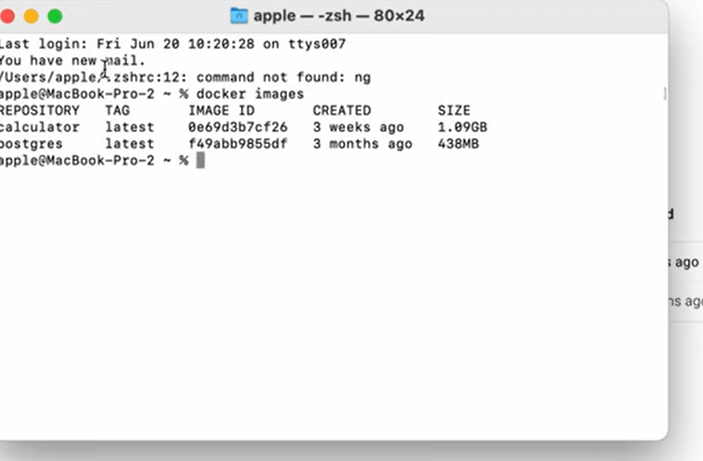 apple — -zsh — 80×24
Last login: Fri Jun 20 10:20:28 on ttys007
You have new mail.
/Users/apple/.zshrc:12: command not found: ng
apple@MacBook-Pro-2 ~ % docker images
REPOSITORY TAG IMAGE ID CREATED SIZE
calculator latest 0e69d3b7cf26 3 weeks ago 1.09GB
postgres latest f49abb9855df 3 months ago 438MB
apple@MacBook-Pro-2 ~ %
ago